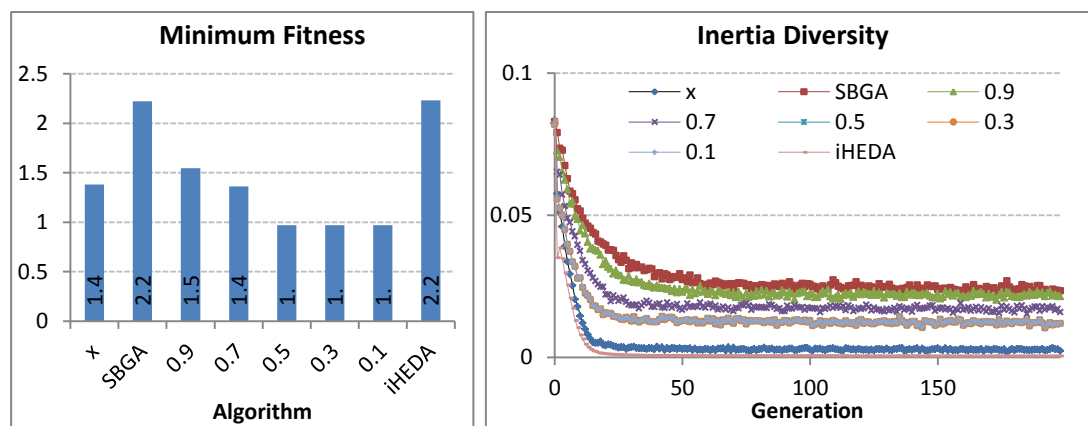 Minimum Fitness
2.5
2
1.5
1
0.5
0
1.4
2.2
1.5
1.4
1.
1.
1.
2.2
x
SBGA
0.9
0.7
0.5
0.3
0.1
iHEDA
Algorithm
Inertia Diversity
0.1
0.05
0
x SBGA 0.9
0.7 0.5 0.3
0.1 iHEDA
0 50 100 150
Generation